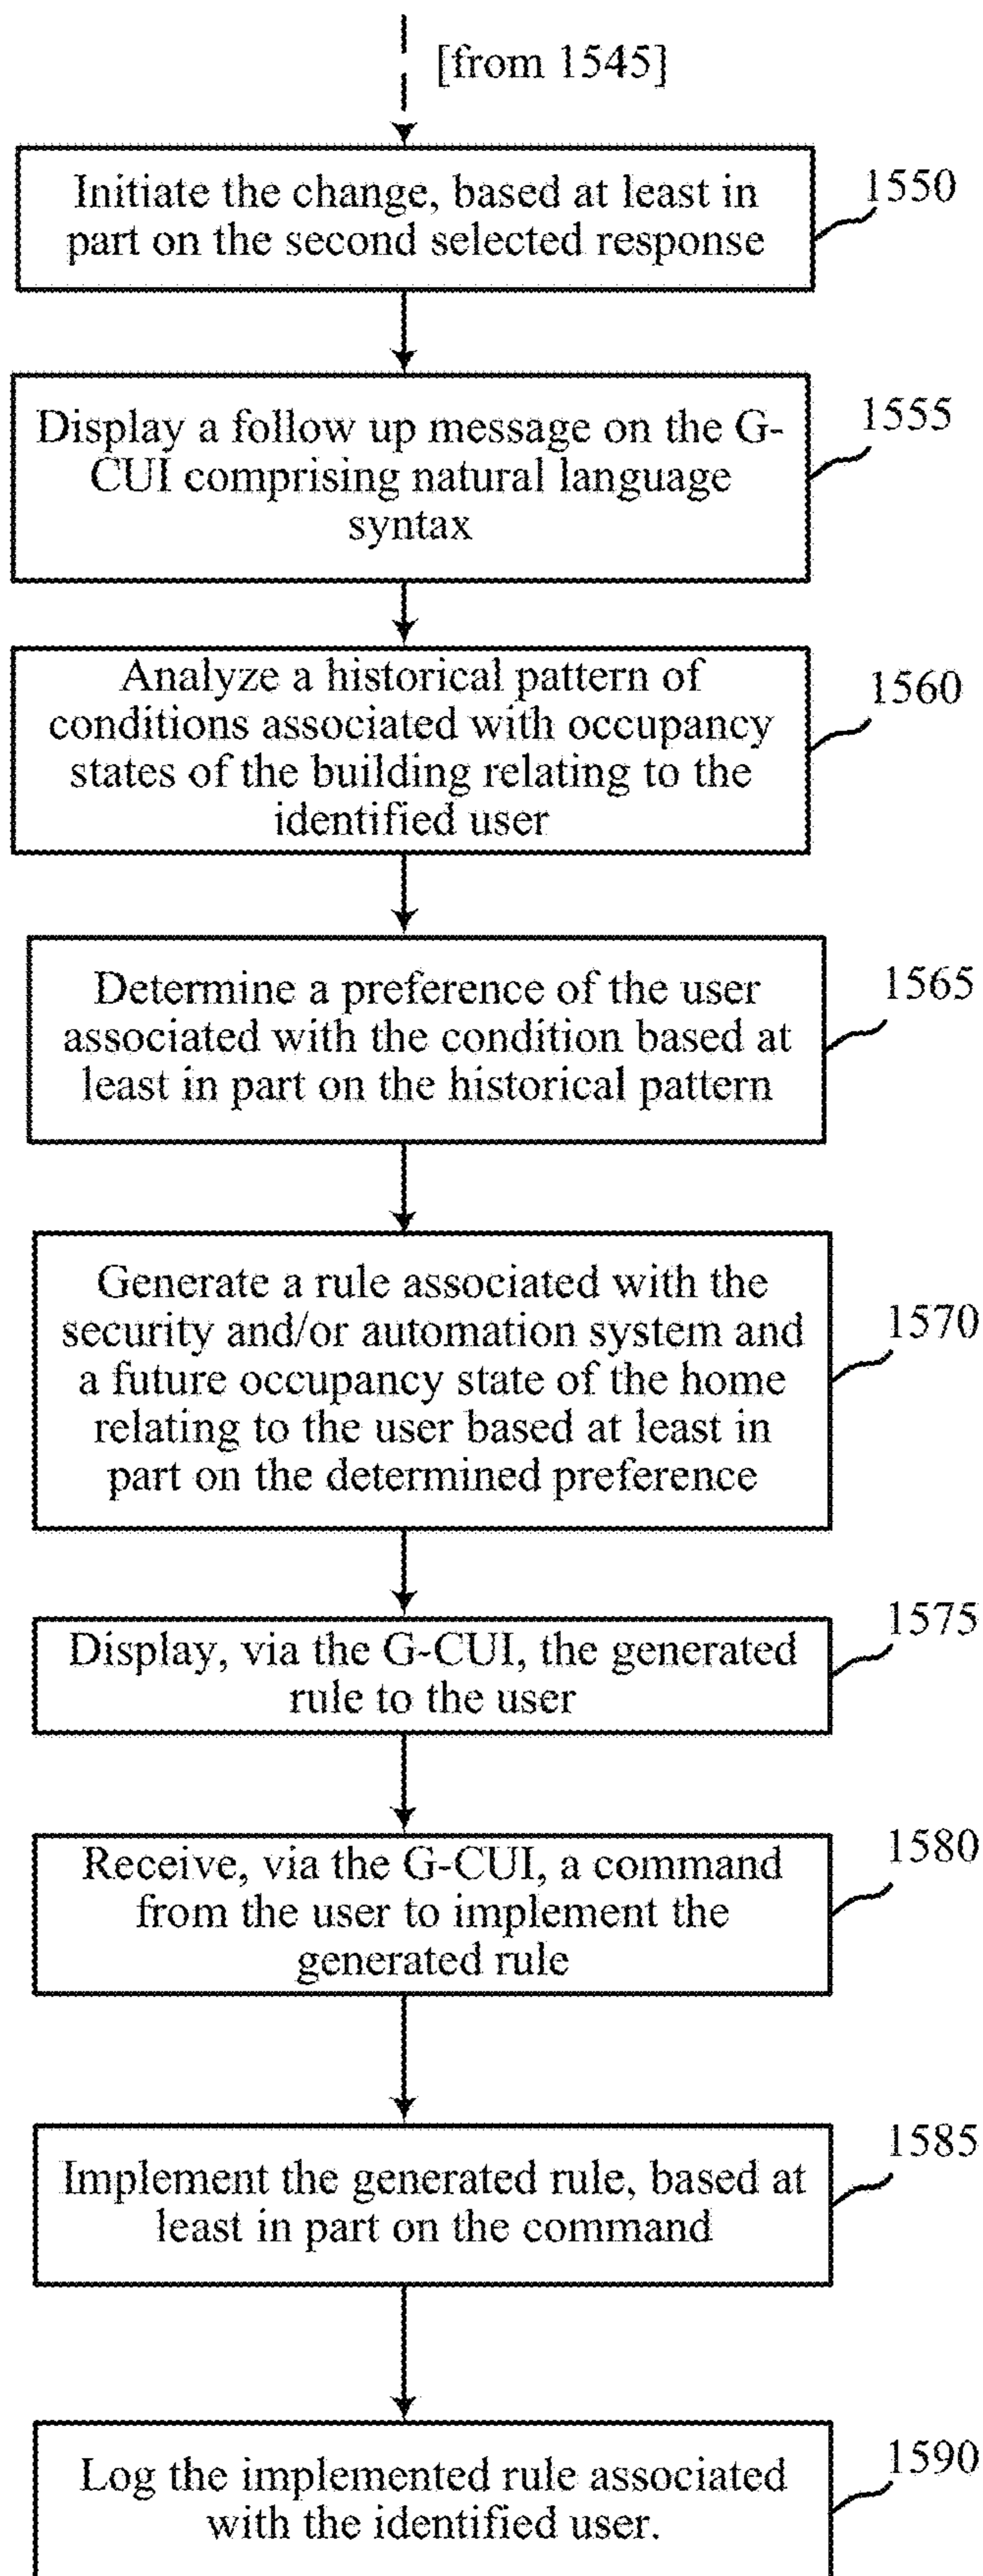 [from 1545]
Initiate the change, based at least in
part on the second selected response
1550
Display a follow up message on the G-
CUI comprising natural language
syntax
1555
Analyze a historical pattern of
conditions associated with occupancy
states of the building relating to the
identified user
1560
Determine a preference of the user
associated with the condition based at
least in part on the historical pattern
1565
Generate a rule associated with the
security and/or automation system and
a future occupancy state of the home
relating to the user based at least in
part on the determined preference
1570
Display, via the G-CUI, the generated
rule to the user
1575
Receive, via the G-CUI, a command
from the user to implement the
generated rule
1580
Implement the generated rule, based at
least in part on the command
1585
Log the implemented rule associated
with the identified user.
1590